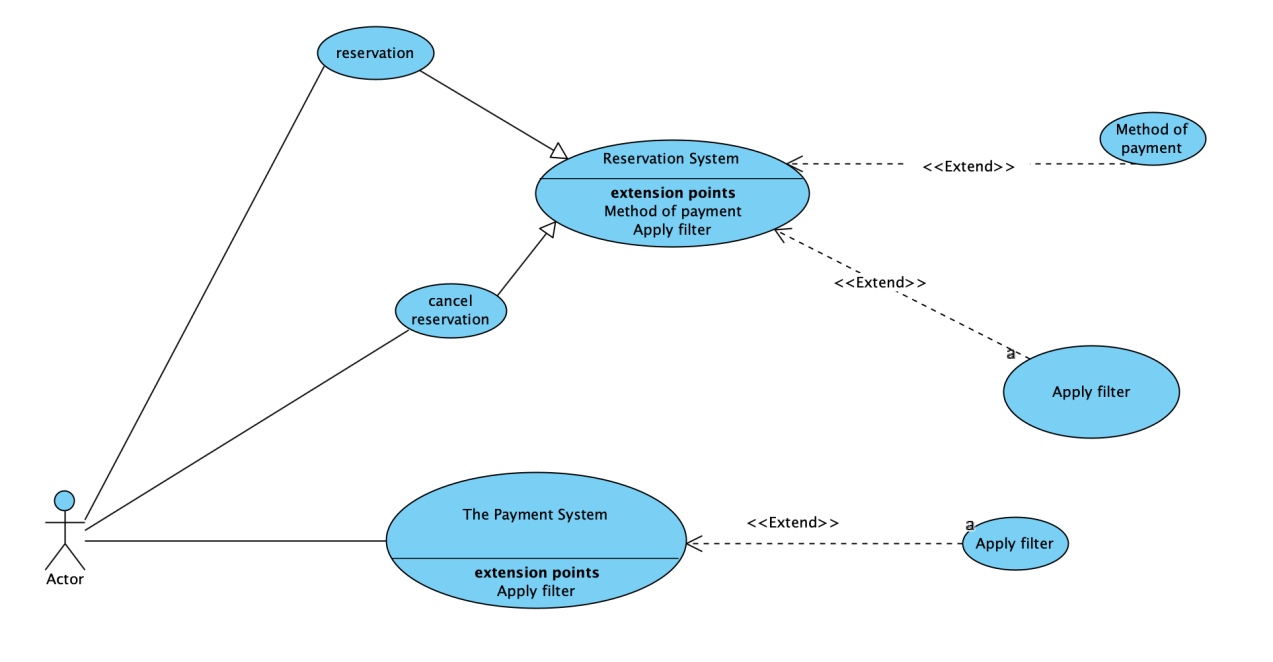 reservation
Reservation System
extension points
Method of payment
Apply filter
<<Extend>>
Method of
payment
<<Extend>>
a
Apply filter
cancel
reservation
Actor
The Payment System
extension points
Apply filter
<<Extend>>
a
Apply filter